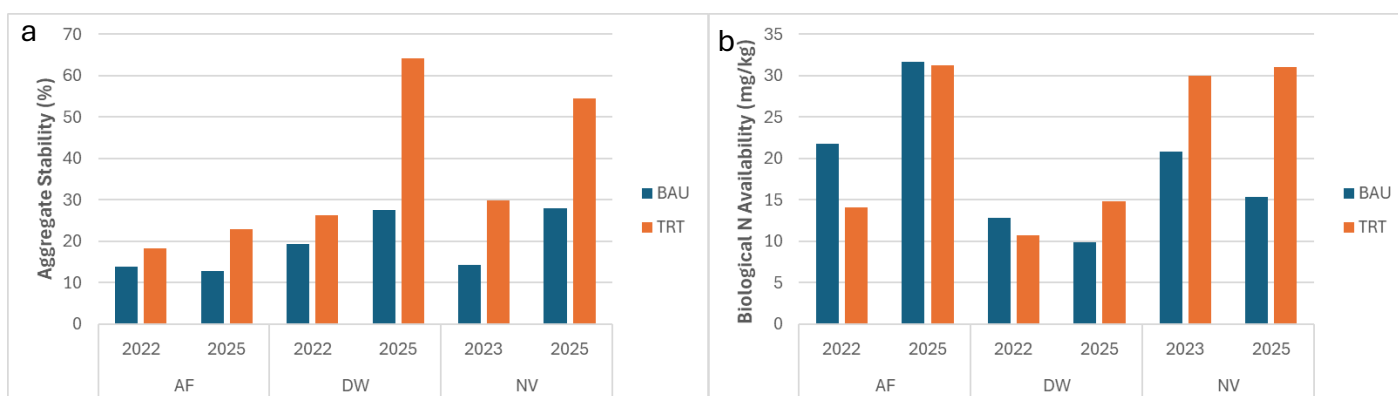 a
Aggregate Stability (%)
70
60
50
40
30
20
10
0
2022 2025 2022 2025 2023 2025
AF DW NV
BAU
TRT
b
Biological N Availability (mg/kg)
35
30
25
20
15
10
5
0
2022 2025 2022 2025 2023 2025
AF DW NV
BAU
TRT